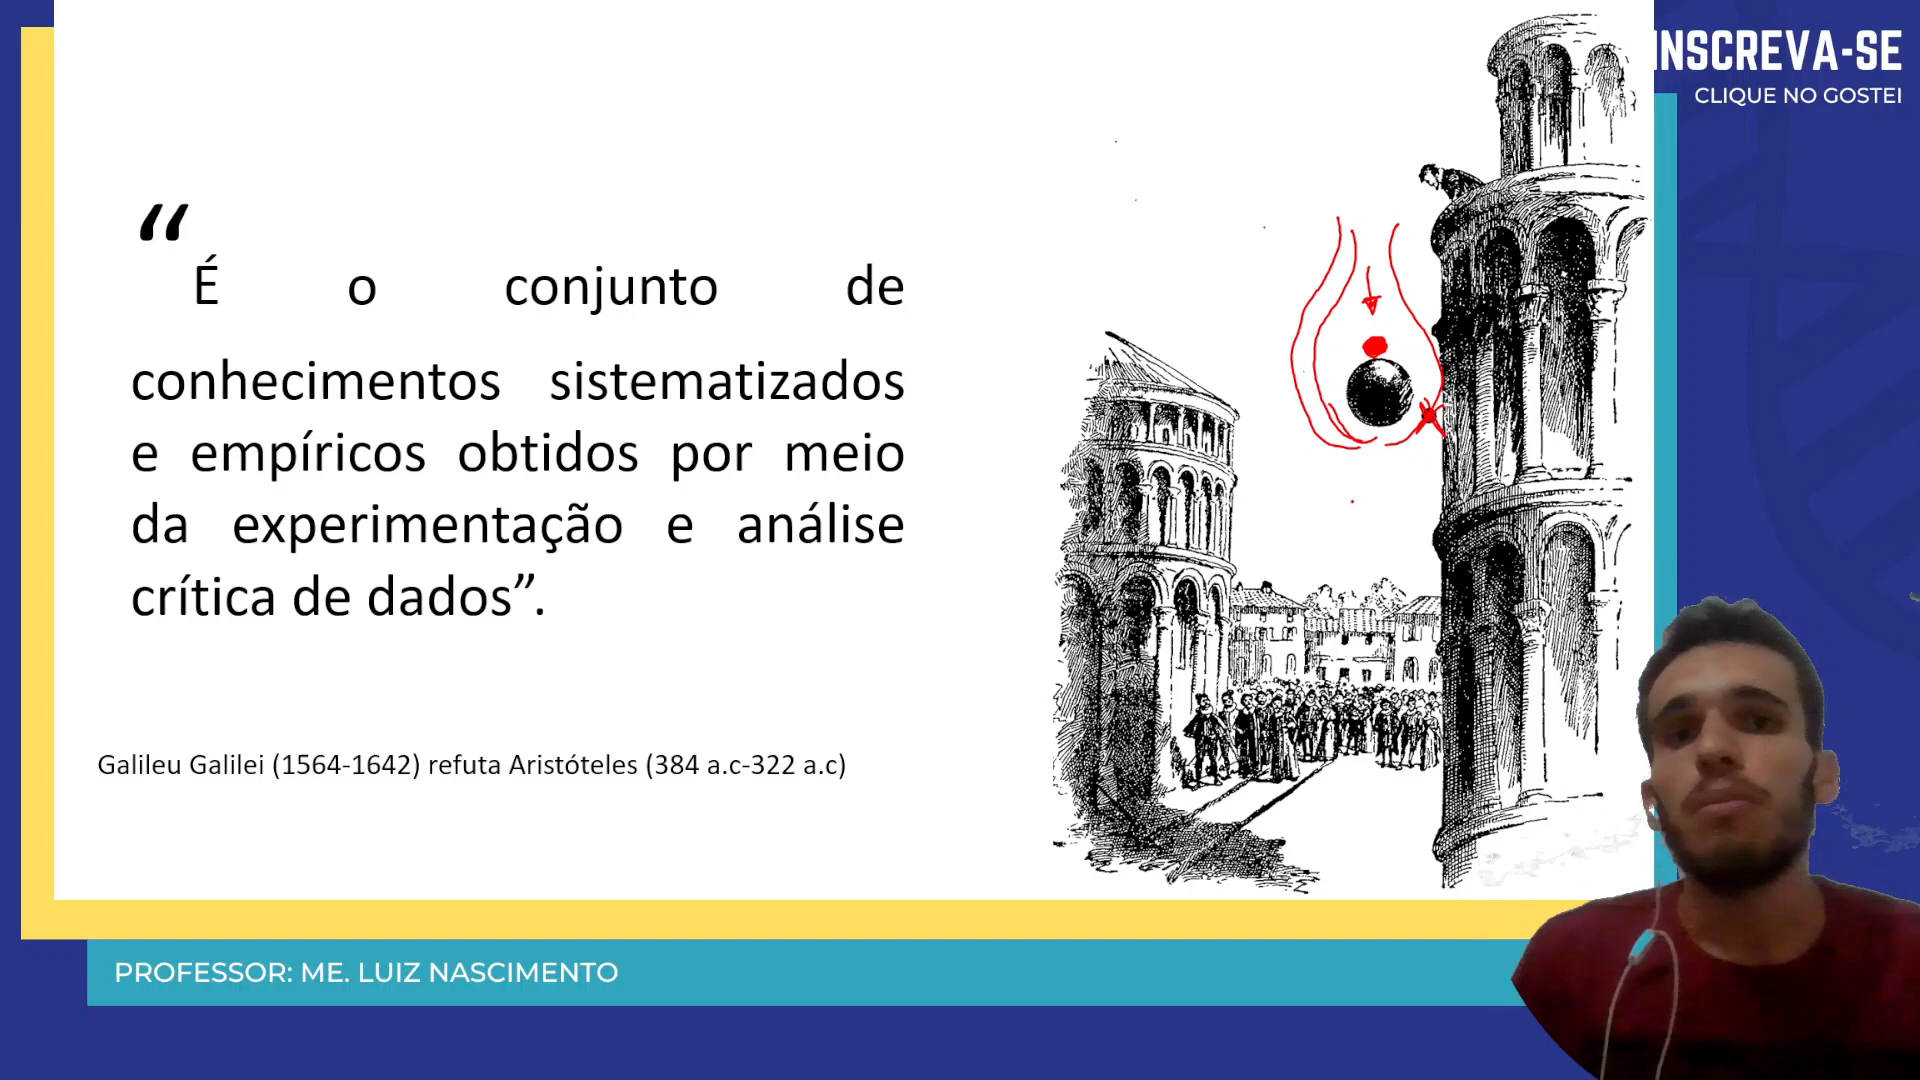 INSCREVA-SE
CLIQUE NO GOSTEI
“É o conjunto de
conhecimentos sistematizados
e empíricos obtidos por meio
da experimentação e análise
crítica de dados”.
Galileu Galilei (1564-1642) refuta Aristóteles (384 a.c-322 a.c)
PROFESSOR: ME. LUIZ NASCIMENTO